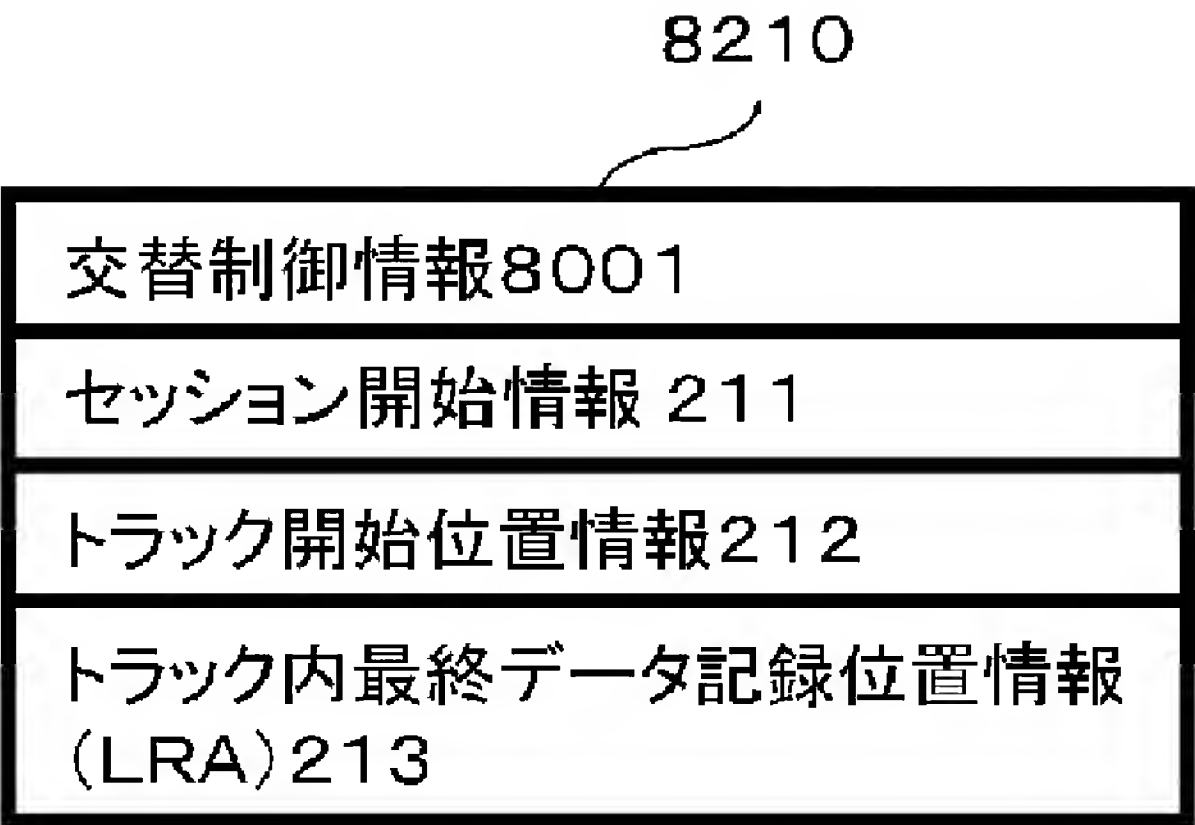 8210
交替制御情報8001
セッション開始情報 211
トラック開始位置情報212
トラック内最終データ記録位置情報
(LRA)213